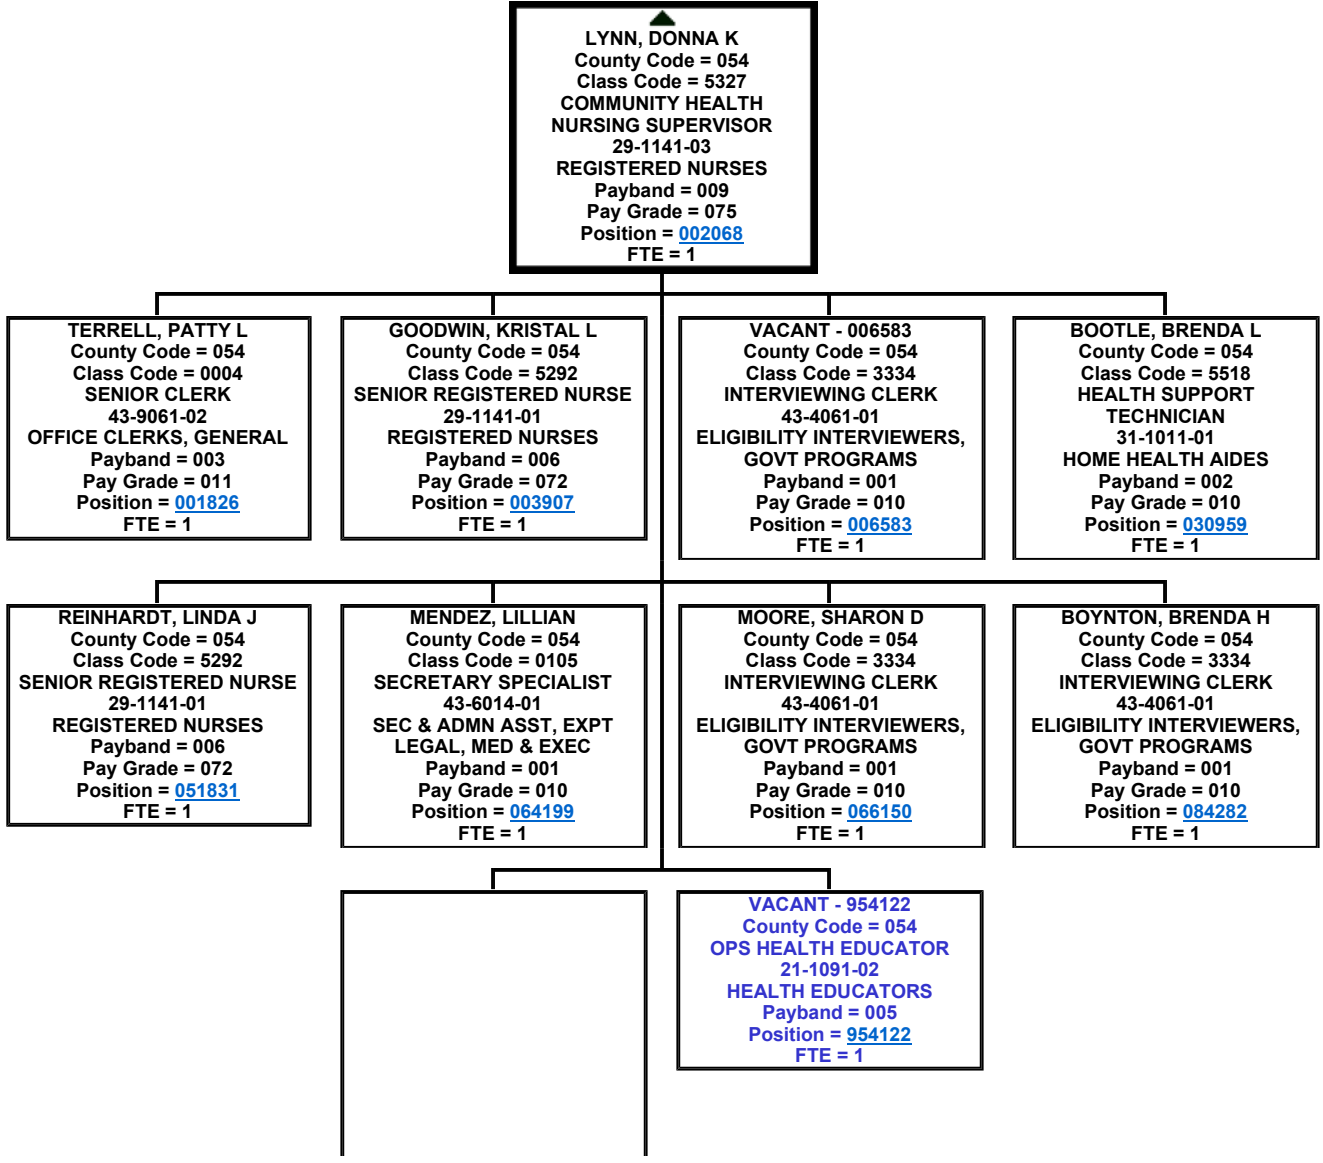 LYNN, DONNA K
County Code = 054
Class Code = 5327
COMMUNITY HEALTH
NURSING SUPERVISOR
29-1141-03
REGISTERED NURSES
Payband = 009
Pay Grade = 075
Position = 002068
FTE = 1
TERRELL, PATTY L
County Code = 054
Class Code = 0004
SENIOR CLERK
43-9061-02
OFFICE CLERKS, GENERAL
Payband = 003
Pay Grade = 011
Position = 001826
FTE = 1
GOODWIN, KRISTAL L
County Code = 054
Class Code = 5292
SENIOR REGISTERED NURSE
29-1141-01
REGISTERED NURSES
Payband = 006
Pay Grade = 072
Position = 003907
FTE = 1
VACANT - 006583
County Code = 054
Class Code = 3334
INTERVIEWING CLERK
43-4061-01
ELIGIBILITY INTERVIEWERS,
GOVT PROGRAMS
Payband = 001
Pay Grade = 010
Position = 006583
FTE = 1
BOOTLE, BRENDA L
County Code = 054
Class Code = 5518
HEALTH SUPPORT
TECHNICIAN
31-1011-01
HOME HEALTH AIDES
Payband = 002
Pay Grade = 010
Position = 030959
FTE = 1
REINHARDT, LINDA J
County Code = 054
Class Code = 5292
SENIOR REGISTERED NURSE
29-1141-01
REGISTERED NURSES
Payband = 006
Pay Grade = 072
Position = 051831
FTE = 1
MENDEZ, LILLIAN
County Code = 054
Class Code = 0105
SECRETARY SPECIALIST
43-6014-01
SEC & ADMN ASST, EXPT
LEGAL, MED & EXEC
Payband = 001
Pay Grade = 010
Position = 064199
FTE = 1
MOORE, SHARON D
County Code = 054
Class Code = 3334
INTERVIEWING CLERK
43-4061-01
ELIGIBILITY INTERVIEWERS,
GOVT PROGRAMS
Payband = 001
Pay Grade = 010
Position = 066150
FTE = 1
BOYNTON, BRENDA H
County Code = 054
Class Code = 3334
INTERVIEWING CLERK
43-4061-01
ELIGIBILITY INTERVIEWERS,
GOVT PROGRAMS
Payband = 001
Pay Grade = 010
Position = 084282
FTE = 1
VACANT - 954122
County Code = 054
OPS HEALTH EDUCATOR
21-1091-02
HEALTH EDUCATORS
Payband = 005
Position = 954122
FTE = 1